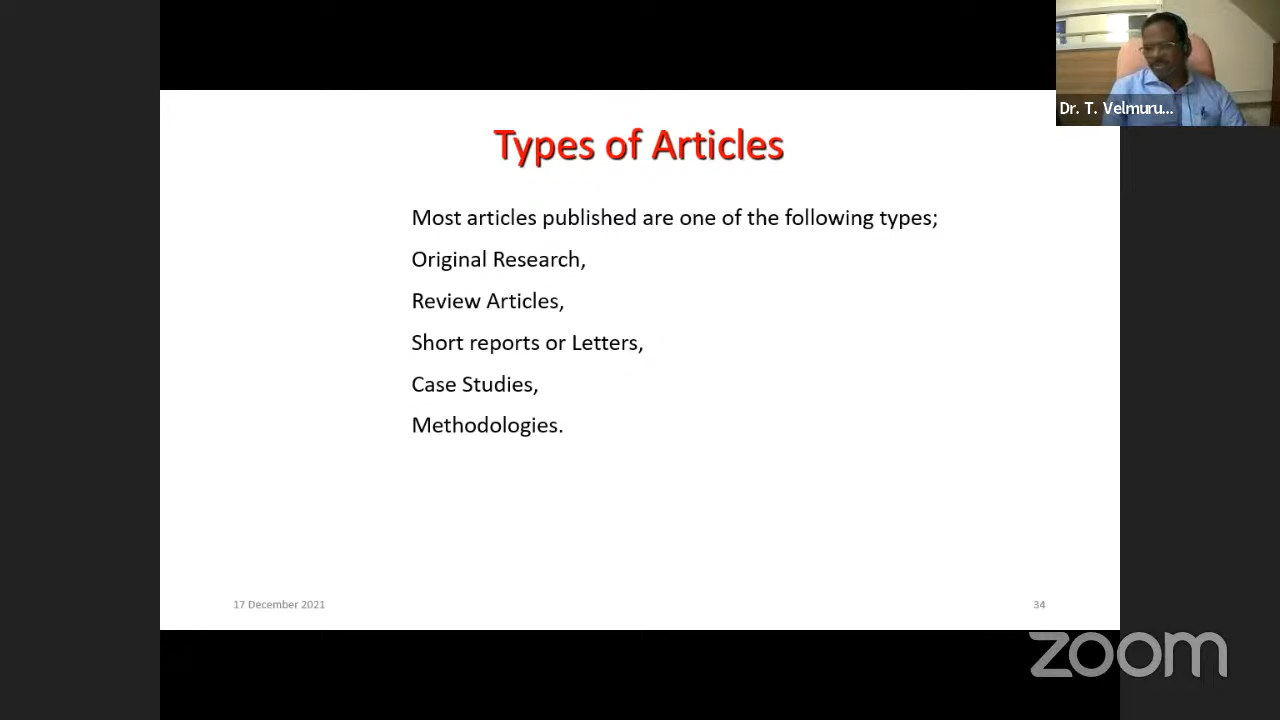 Dr. T. Velmuru...
Types of Articles
Most articles published are one of the following types;
Original Research,
Review Articles,
Short reports or Letters,
Case Studies,
Methodologies.
17 December 2021
34
zoom